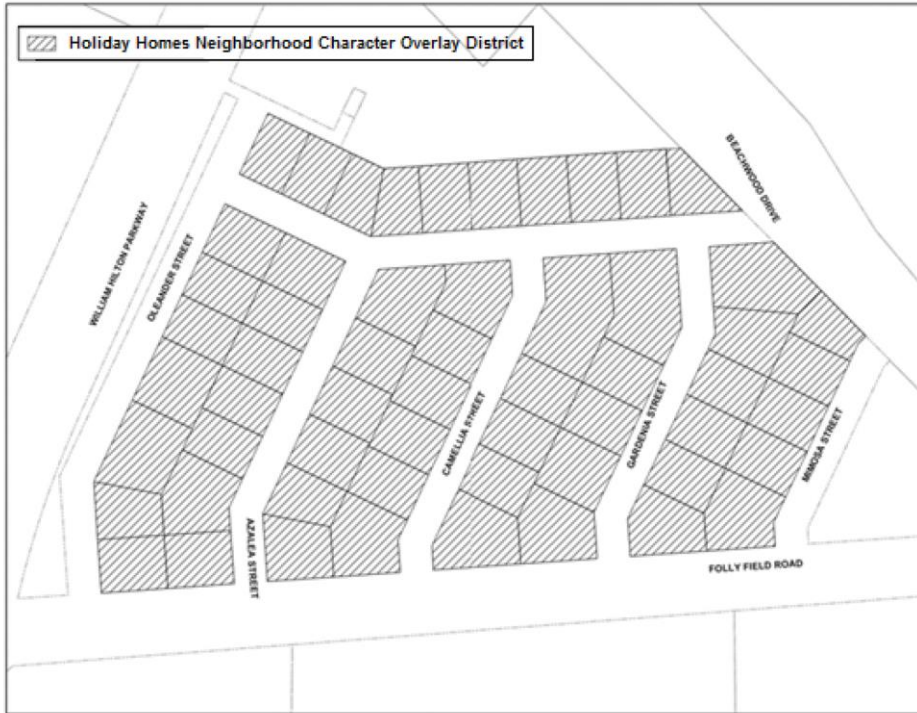 Holiday Homes Neighborhood Character Overlay District
BEACHWOOD DRIVE
WILLIAM HILTON PARKWAY
OLEANDER STREET
CAMELLIA STREET
GARDENIA STREET
MIMOSA STREET
AZALEA STREET
FOLLY FIELD ROAD